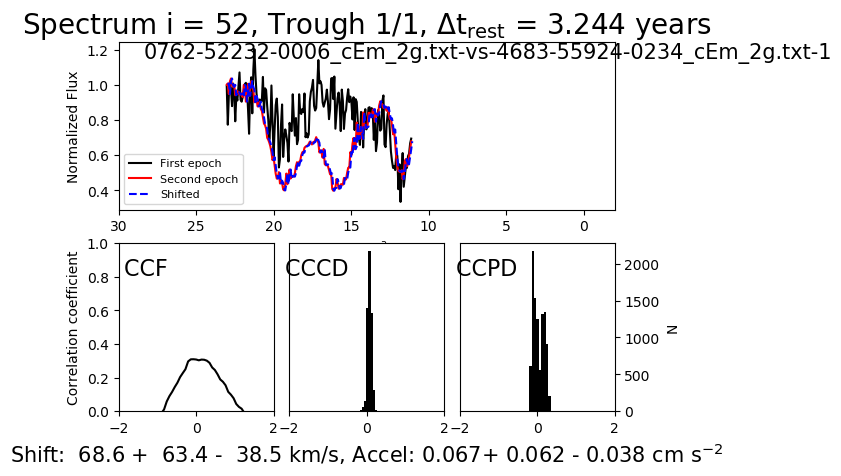 Spectrum i = 52, Trough 1/1, Δt_rest = 3.244 years
0762-52232-0006_cEm_2g.txt-vs-4683-55924-0234_cEm_2g.txt-1
Normalized Flux
1.2
1.0
0.8
0.6
0.4
First epoch
Second epoch
Shifted
30 25 20 15 10 5 0
Correlation coefficient
1.0
0.8
0.6
0.4
0.2
0.0
CCF
CCCD
CCPD
2000
1500
1000
500
0
N
−2 0 2
−2 0 2
−2 0 2
Shift: 68.6 + 63.4 - 38.5 km/s, Accel: 0.067+ 0.062 - 0.038 cm s⁻²